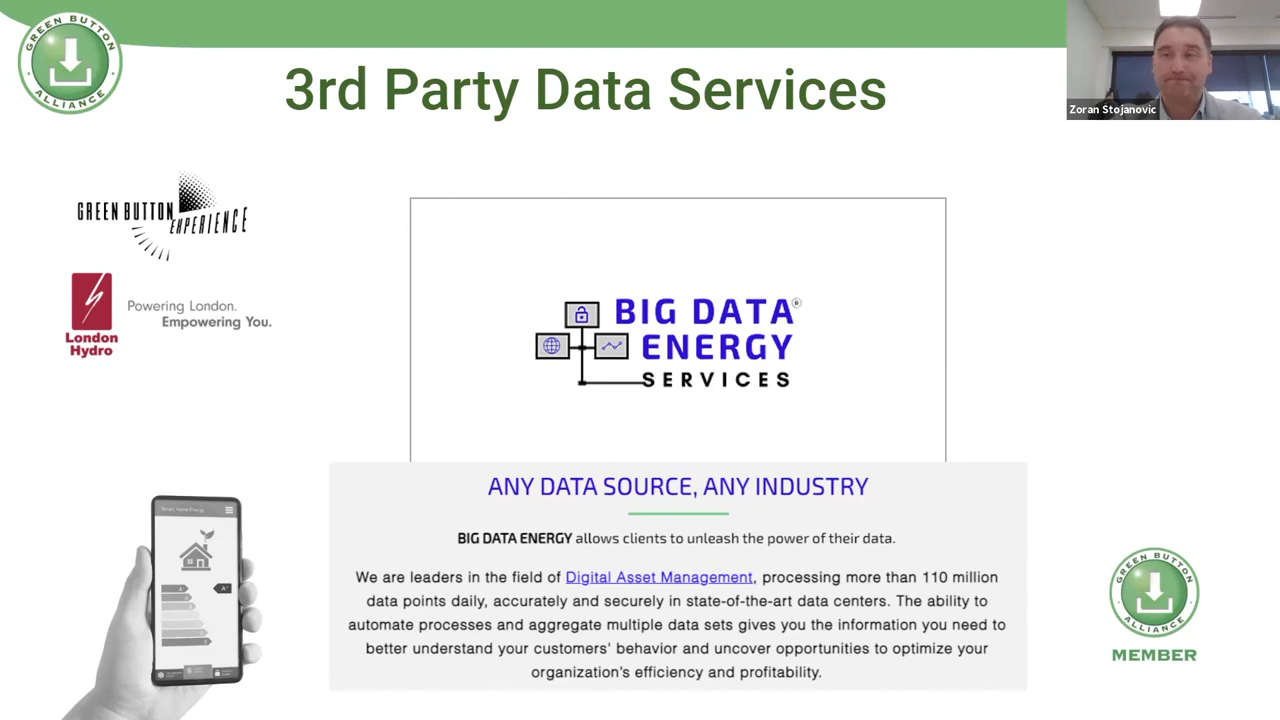 GREEN BUTTON
ALLIANCE
3rd Party Data Services
Zoran Stojanovic
GREEN BUTTON
EXPERIENCE
London
Hydro
Powering London.
Empowering You.
BIG DATA®
ENERGY
SERVICES
ANY DATA SOURCE, ANY INDUSTRY
BIG DATA ENERGY allows clients to unleash the power of their data.
We are leaders in the field of Digital Asset Management, processing more than 110 million
data points daily, accurately and securely in state-of-the-art data centers. The ability to
automate processes and aggregate multiple data sets gives you the information you need to
better understand your customers' behavior and uncover opportunities to optimize your
organization's efficiency and profitability.
Smart Home Energy
A+
GREEN BUTTON
ALLIANCE
MEMBER